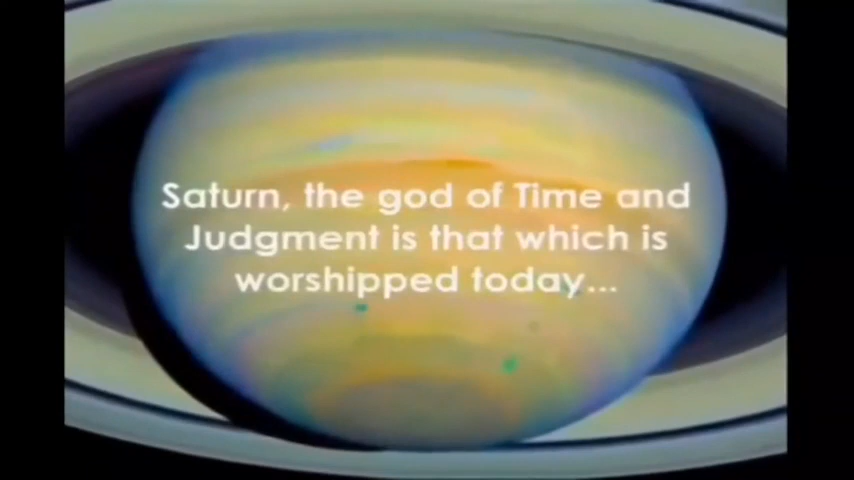 Saturn, the god of Time and
Judgment is that which is
worshipped today...